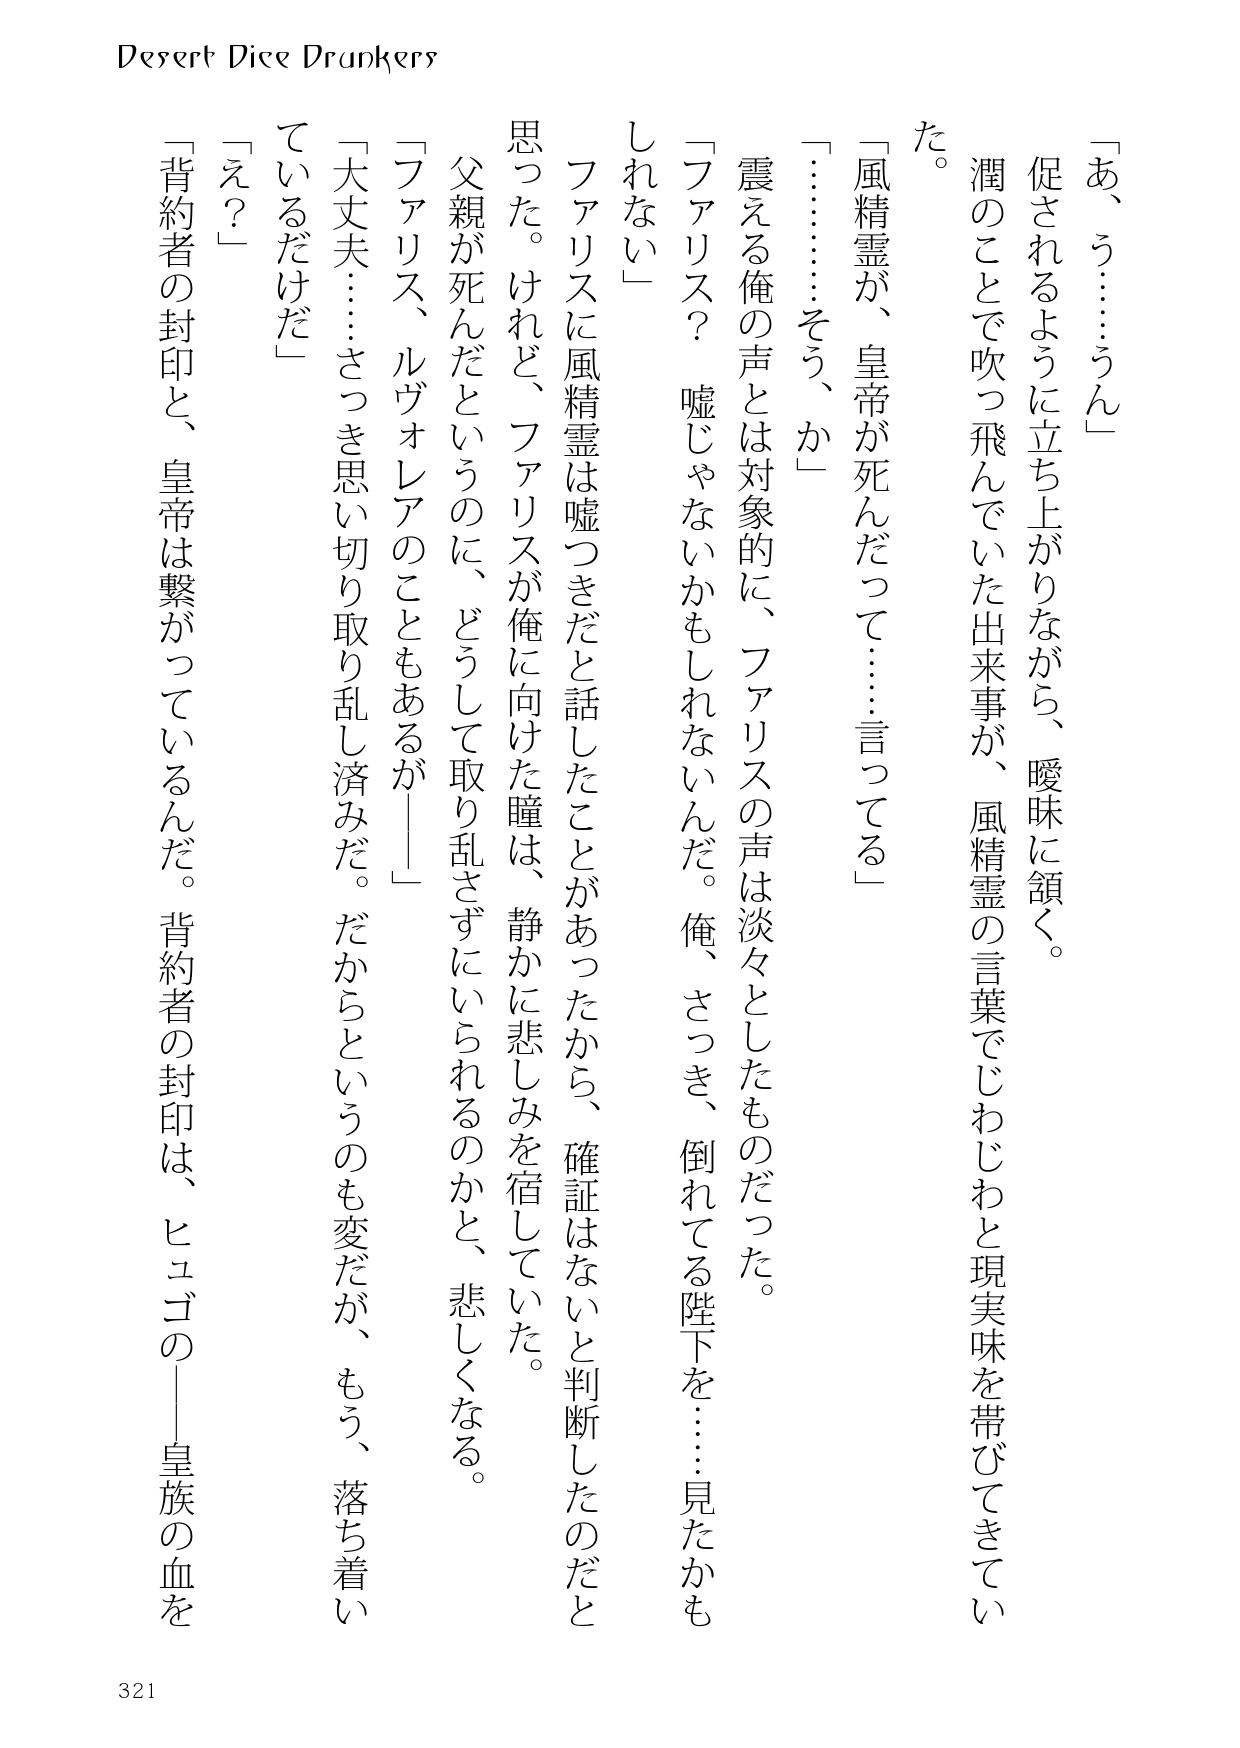 Desert Dice Drunkers
「あ、う……うん」
　促されるように立ち上がりながら、曖昧に頷く。
　潤のことで吹っ飛んでいた出来事が、風精霊の言葉でじわじわと現実味を帯びてきてい
た。
「風精霊が、皇帝が死んだって……言ってる」
「…………そう、か」
　震える俺の声とは対象的に、ファリスの声は淡々としたものだった。
「ファリス？　嘘じゃないかもしれないんだ。俺、さっき、倒れてる陛下を……見たかも
しれない」
　ファリスに風精霊は嘘つきだと話したことがあったから、確証はないと判断したのだと
思った。けれど、ファリスが俺に向けた瞳は、静かに悲しみを宿していた。
　父親が死んだというのに、どうして取り乱さずにいられるのかと、悲しくなる。
「ファリス、ルヴォレアのこともあるが――」
「大丈夫……さっき思い切り取り乱し済みだ。だからというのも変だが、もう、落ち着い
ているだけだ」
「え？」
「背約者の封印と、皇帝は繋がっているんだ。背約者の封印は、ヒュゴの――皇族の血を
321